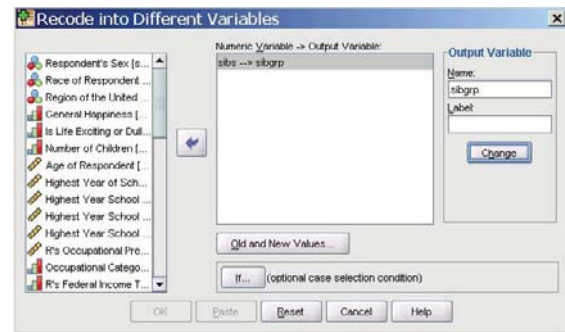 Recode into Different Variables
Respondent's Sex [s...
Race of Respondent ...
Region of the United ...
General Happiness [...
Is Life Exciting or Dull...
Number of Children [...
Age of Respondent [...
Highest Year of Sch...
Highest Year School ...
Highest Year School ...
Highest Year School ...
R's Occupational Pre...
Occupational Catego...
R's Federal Income T...
Numeric Variable -> Output Variable:
sibs --> sibgrp
Old and New Values...
If... (optional case selection condition)
Output Variable
Name:
sibgrp
Label:
Change
OK Paste Reset Cancel Help